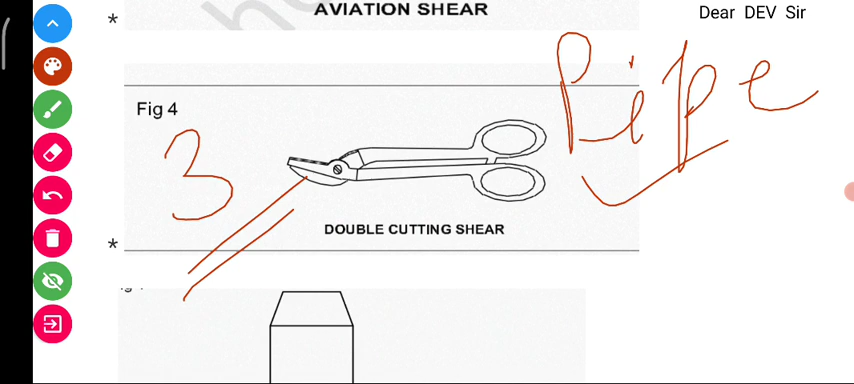 AVIATION SHEAR
Dear DEV Sir
*
Pipe
Fig 4
3
DOUBLE CUTTING SHEAR
*